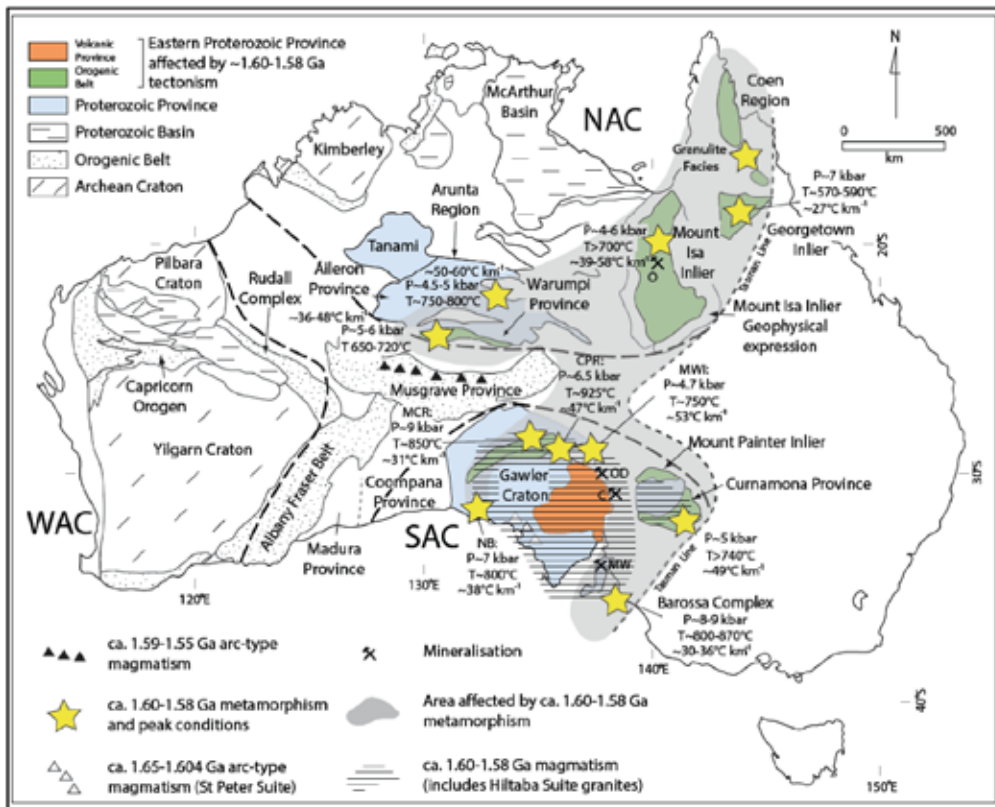 Volcanic
Province
Orogenic
Belt
Eastern Proterozoic Province
affected by ~1.60-1.58 Ga
tectonism
Proterozoic Province
Proterozoic Basin
Orogenic Belt
Archean Craton
N
0 500
km
McArthur
Basin
NAC
Coen
Region
Kimberley
Granulite
Facies
P~7 kbar
T~570-590°C
~27°C km⁻¹
Georgetown
Inlier
20°S
Arunta
Region
P~4-6 kbar
T>700°C
~39-58°C km⁻¹
Mount
Isa
Inlier
O
Tasman Line
Tanami
Pilbara
Craton
Rudall
Complex
Aileron
Province
~50-60°C km⁻¹
P~4.5-5 kbar
T~750-800°C
Warumpi
Province
~36-48°C km⁻¹
P~5-6 kbar
T 650-720°C
Mount Isa Inlier
Geophysical
expression
Capricorn
Orogen
Musgrave Province
CPR:
P~6.5 kbar
T~925°C
~47°C km⁻¹
MWI:
P~4.7 kbar
T~750°C
~53°C km⁻¹
MCR:
P~9 kbar
T~850°C
~31°C km⁻¹
Yilgarn Craton
Mount Painter Inlier
Gawler
Craton
OD
C
Curnamona Province
30°S
Albany Fraser Belt
Coompana
Province
WAC
Madura
Province
SAC
NB:
P~7 kbar
T~800°C
~38°C km⁻¹
MW
P~5 kbar
T>740°C
~49°C km⁻¹
Tasman Line
120°E
130°E
140°E
Barossa Complex
P~8-9 kbar
T~800-870°C
~30-36°C km⁻¹
40°S
150°E
ca. 1.59-1.55 Ga arc-type
magmatism
Mineralisation
ca. 1.60-1.58 Ga metamorphism
and peak conditions
Area affected by ca. 1.60-1.58 Ga
metamorphism
ca. 1.65-1.604 Ga arc-type
magmatism (St Peter Suite)
ca. 1.60-1.58 Ga magmatism
(includes Hiltaba Suite granites)